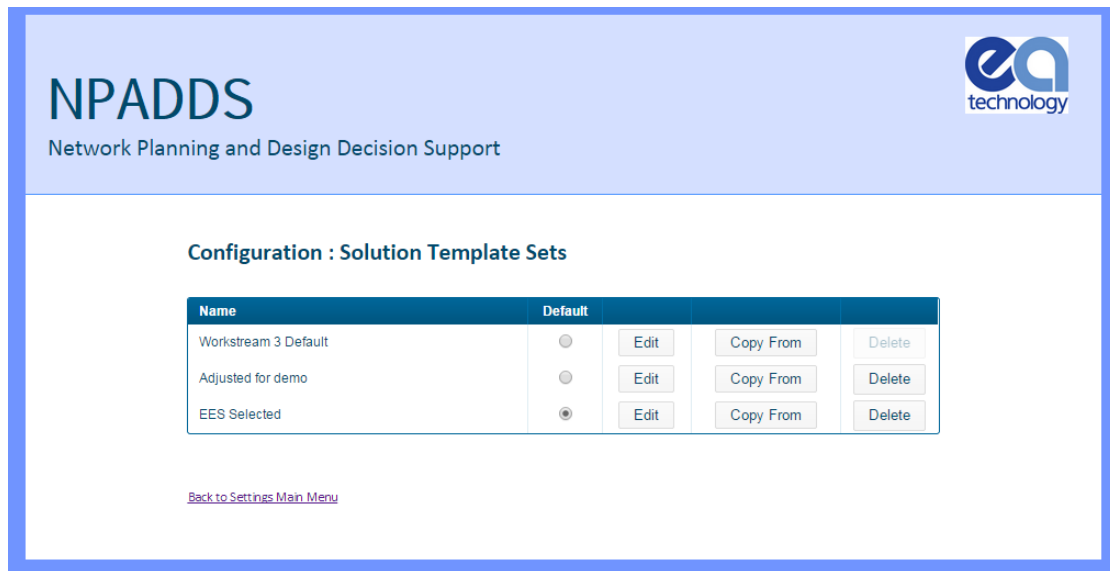 NPADDS
Network Planning and Design Decision Support
ea
technology
Configuration : Solution Template Sets
Name Default
Workstream 3 Default Edit Copy From Delete
Adjusted for demo Edit Copy From Delete
EES Selected Edit Copy From Delete
Back to Settings Main Menu